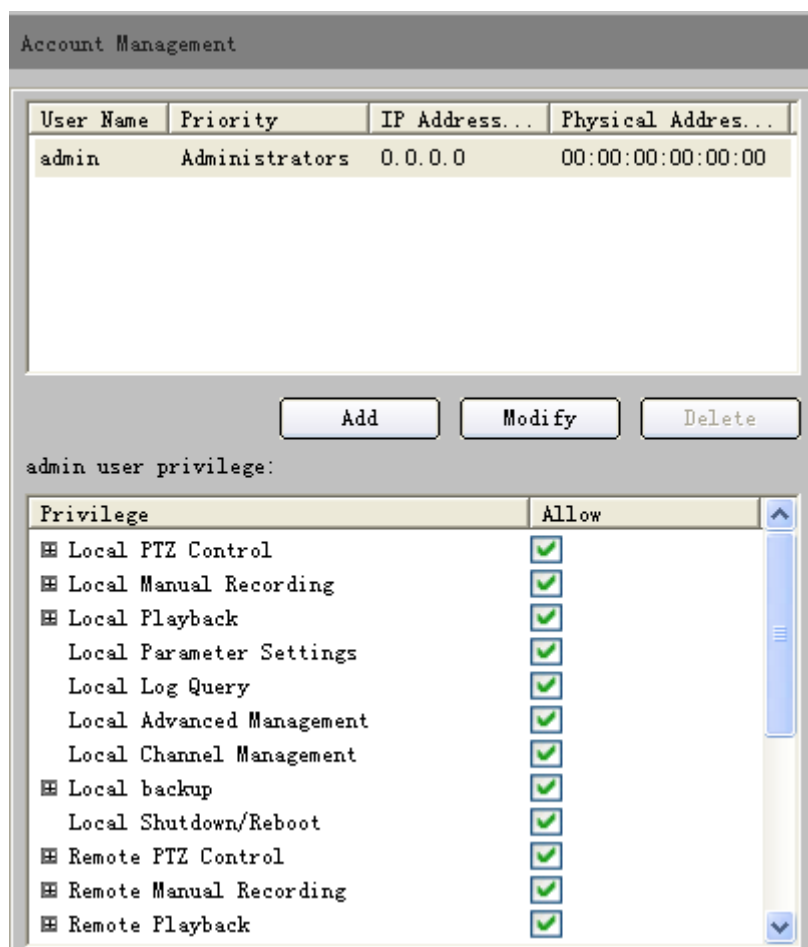 Account Management
User Name Priority IP Address... Physical Addres...
admin Administrators 0.0.0.0 00:00:00:00:00:00
Add Modify Delete
admin user privilege:
Privilege Allow
Local PTZ Control
Local Manual Recording
Local Playback
Local Parameter Settings
Local Log Query
Local Advanced Management
Local Channel Management
Local backup
Local Shutdown/Reboot
Remote PTZ Control
Remote Manual Recording
Remote Playback